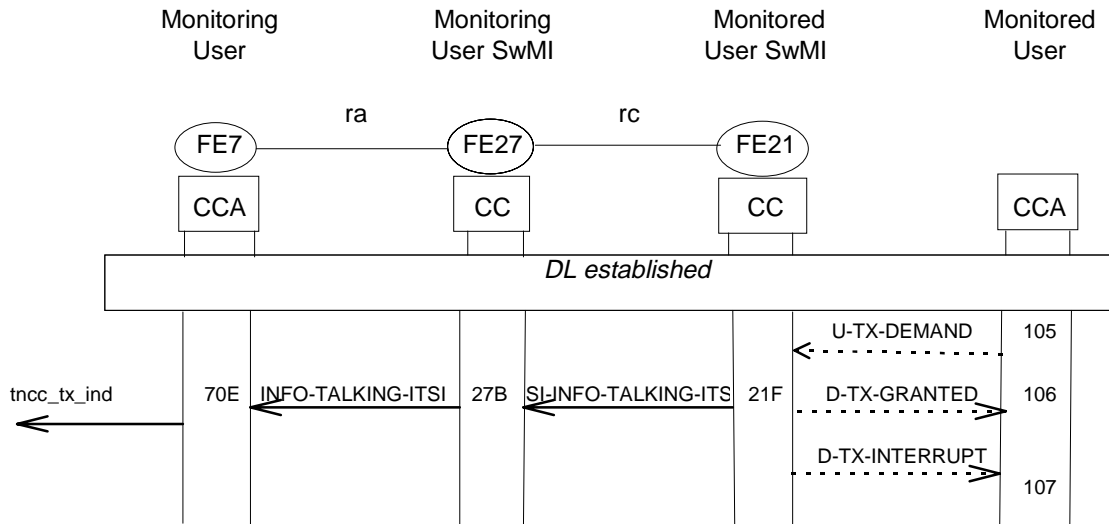 Monitoring User
Monitoring User SwMI
Monitored User SwMI
Monitored User
ra
rc
FE7
FE27
FE21
CCA
CC
CC
CCA
DL established
U-TX-DEMAND
105
tncc_tx_ind
70E
INFO-TALKING-ITSI
27B
SI-INFO-TALKING-ITS
21F
D-TX-GRANTED
106
D-TX-INTERRUPT
107